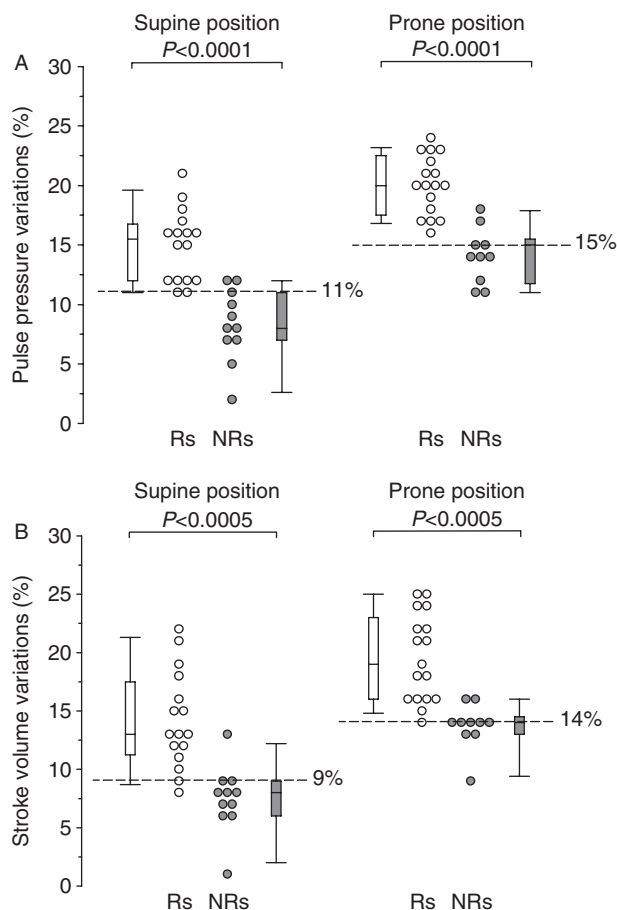 Supine position
Prone position
A
P<0.0001
P<0.0001
30
25
20
15
10
5
0
Pulse pressure variations (%)
11%
15%
Rs NRs
Rs NRs
Supine position
Prone position
B
P<0.0005
P<0.0005
30
25
20
15
10
5
0
Stroke volume variations (%)
9%
14%
Rs NRs
Rs NRs